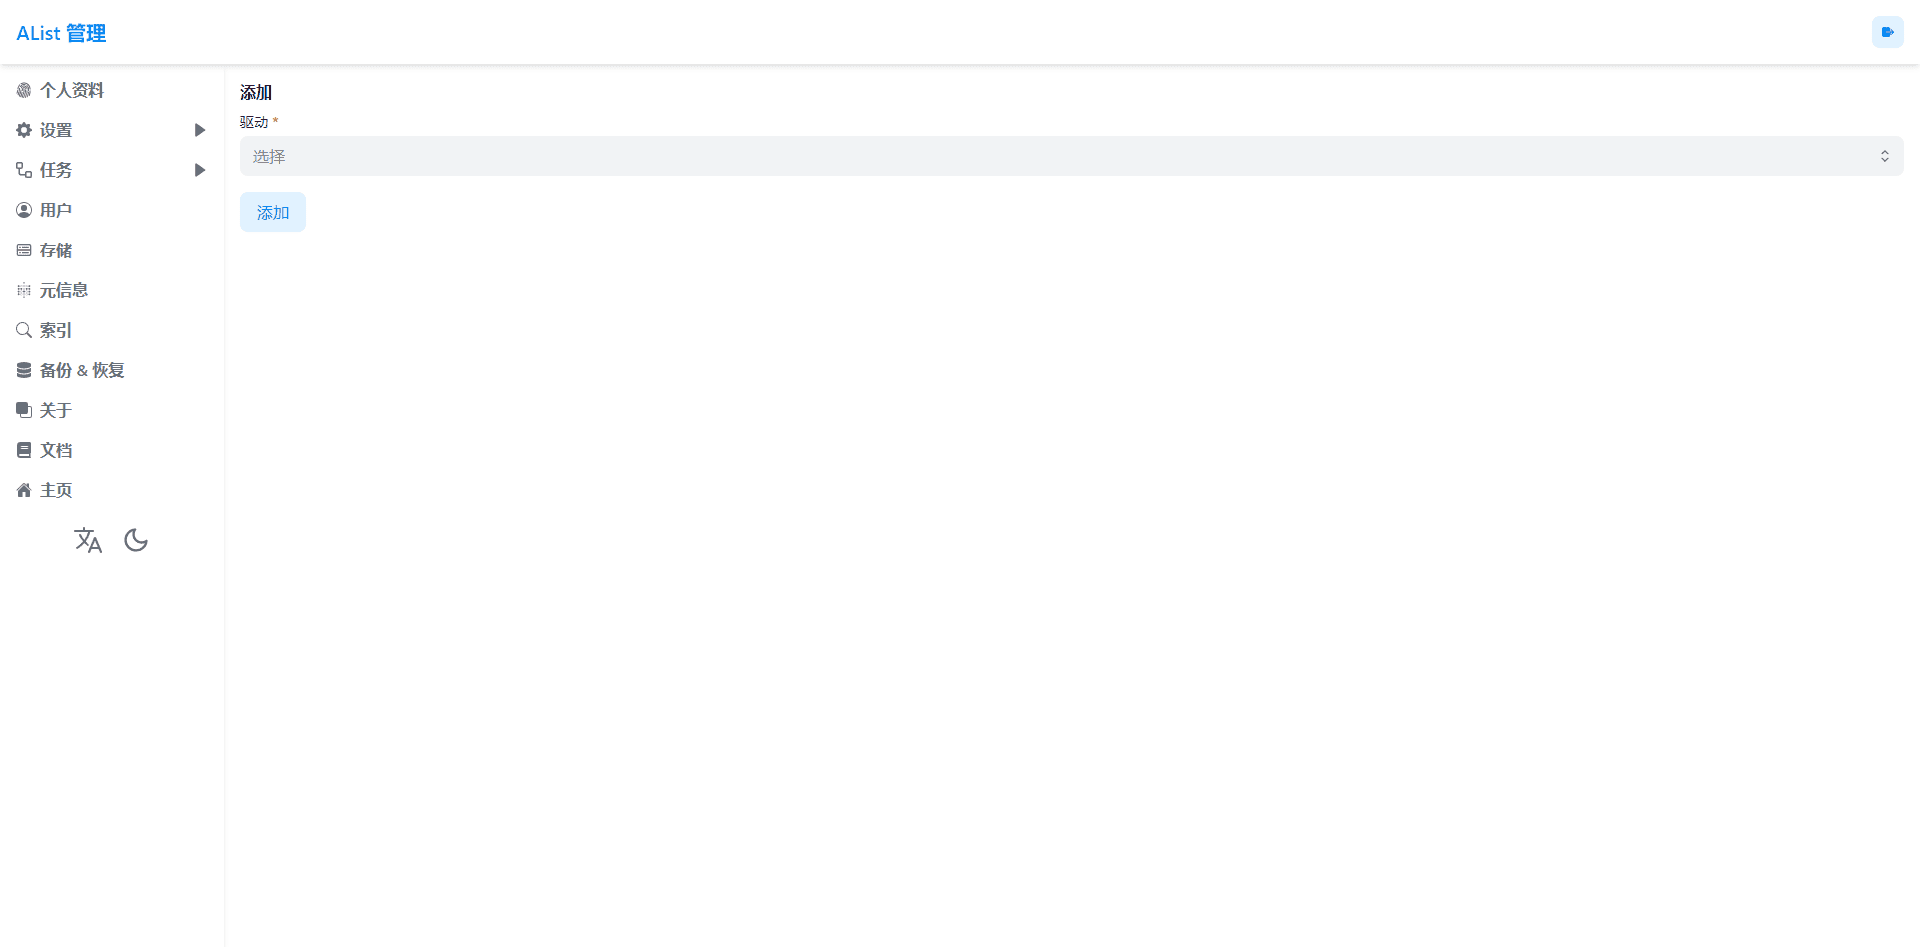 AList 管理
个人资料
设置
任务
用户
存储
元信息
索引
备份 & 恢复
关于
文档
主页
添加
驱动 *
选择
添加